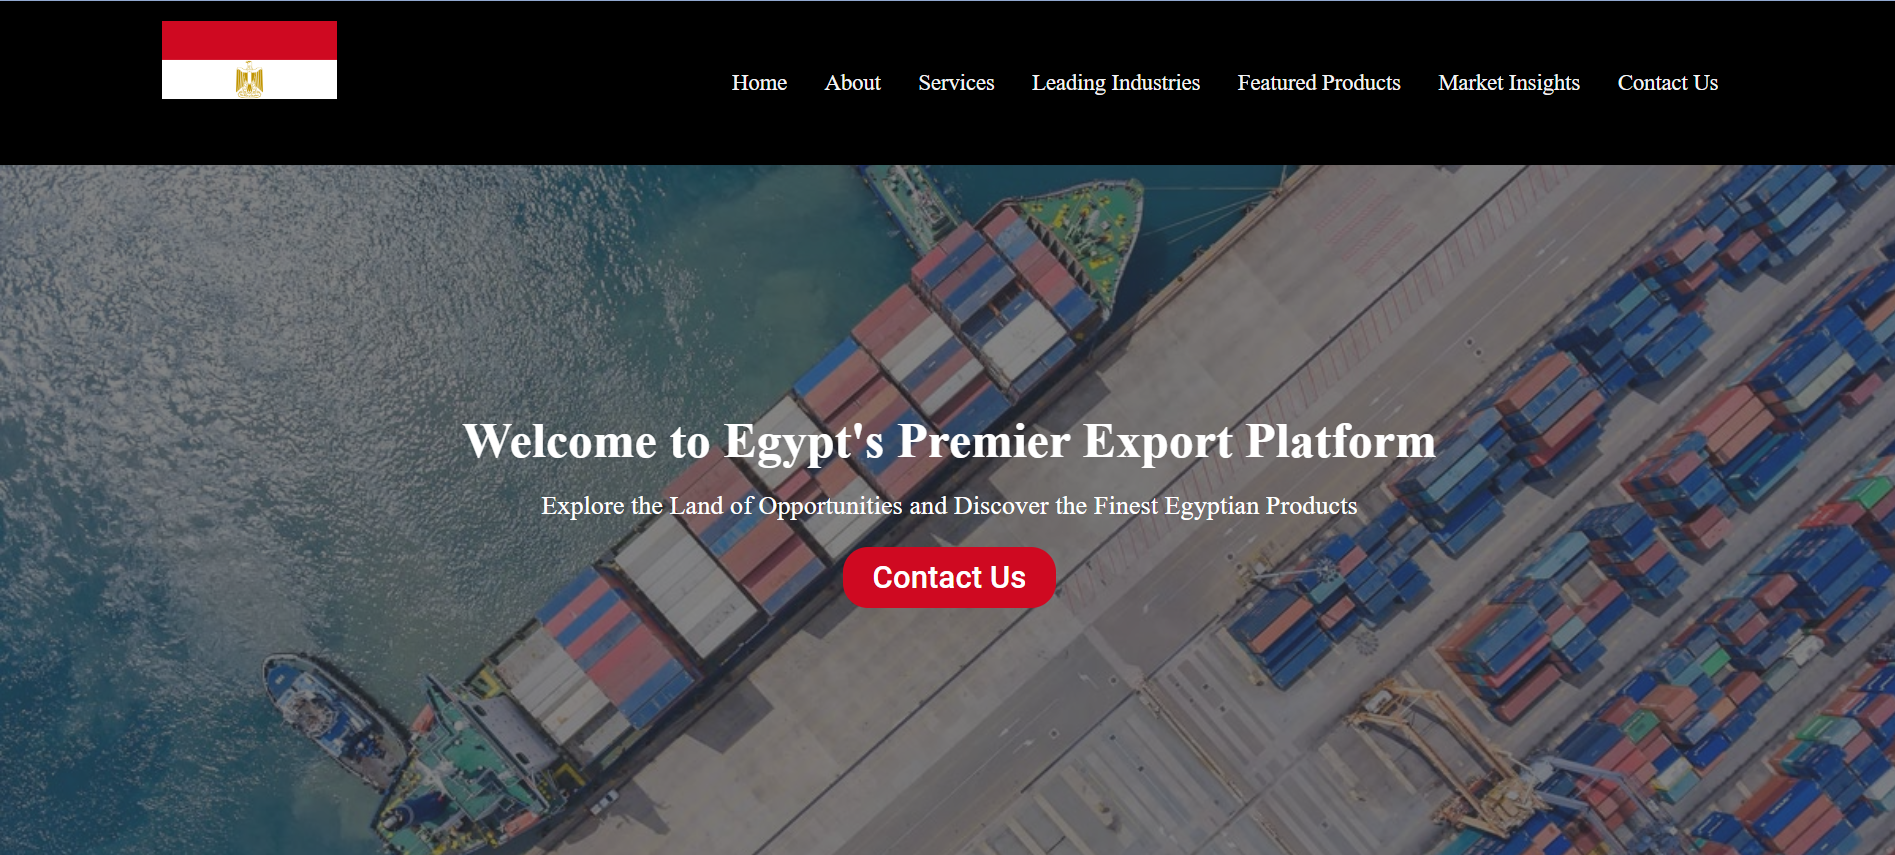 Home About Services Leading Industries Featured Products Market Insights Contact Us
Welcome to Egypt's Premier Export Platform
Explore the Land of Opportunities and Discover the Finest Egyptian Products
Contact Us